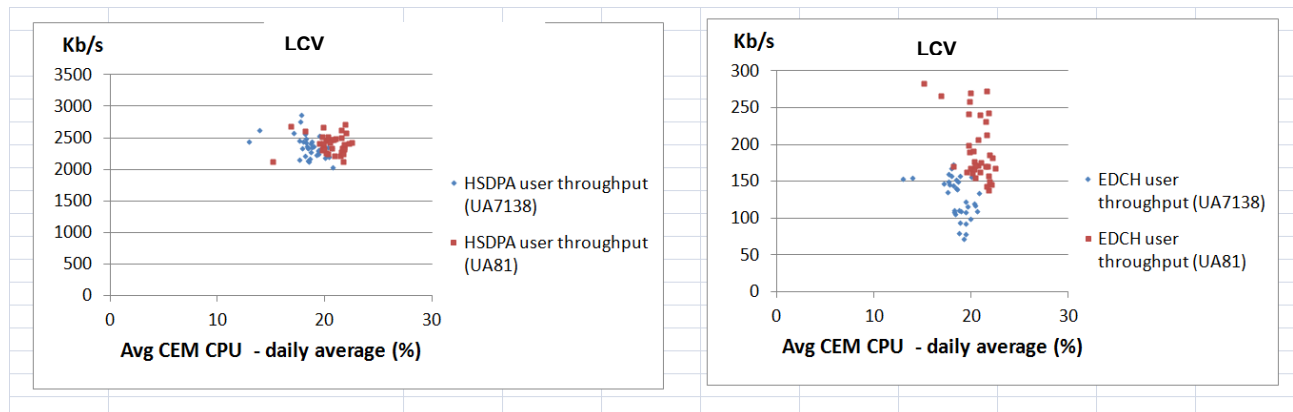 Kb/s
LCV
3500
3000
2500
2000
1500
1000
500
0
0 10 20 30
Avg CEM CPU - daily average (%)
HSDPA user throughput
(UA7138)
HSDPA user throughput
(UA81)
Kb/s
LCV
300
250
200
150
100
50
0
0 10 20 30
Avg CEM CPU - daily average (%)
EDCH user
throughput (UA7138)
EDCH user
throughput (UA81)